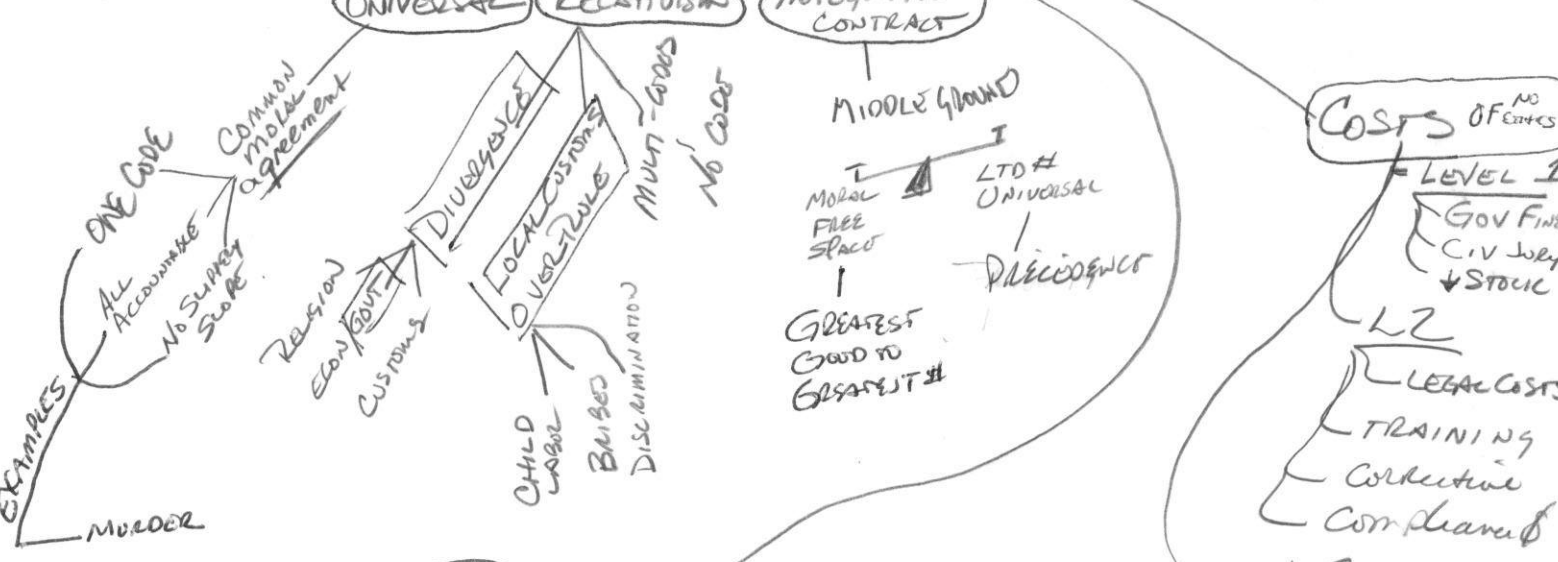 UNIVERSAL
RELATIVISM
CONTRACT
COMMON
MORAL
agreement
ONE CODE
ALL
ACCOUNTABLE
NO SLIPPERY
SLOPE
EXAMPLES
MURDER
DIVERGENCE
RELIGION
ECON/GOVT
CUSTOMS
LOCAL CUSTOMS
OVER-RULE
CHILD
LABOR
BRIBES
DISCRIMINATION
MULTI-CODES
NO CODE
MIDDLE GROUND
MORAL
FREE
SPACE
GREATEST
GOOD TO
GREATEST #
LTD #
UNIVERSAL
PRECEDENCE
COSTS OF NO
LEVEL 1
GOV FINE
CIV JURY
↓ STOCK
L2
LEGAL COSTS
TRAINING
Corrective
Compliance $